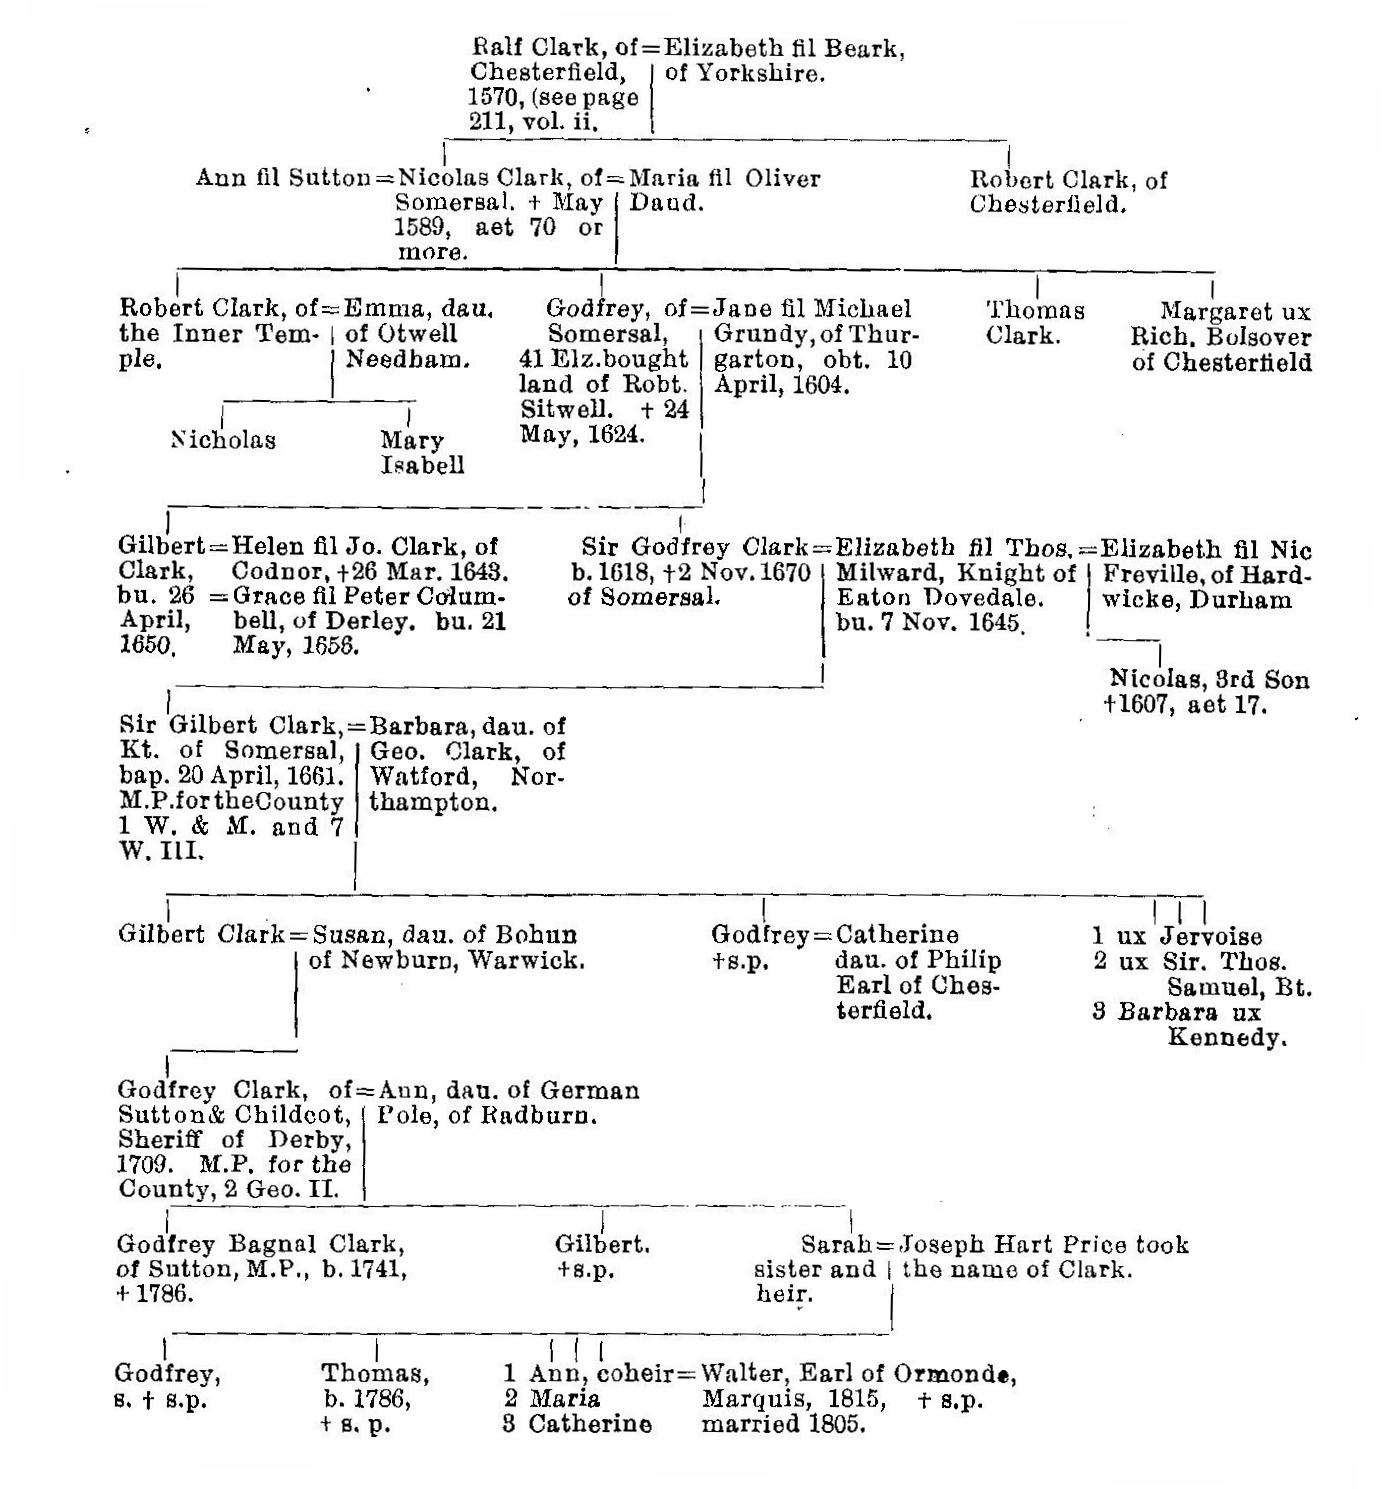 Ralf Clark, of=Elizabeth fil Beark,
Chesterfield, of Yorkshire.
1570, (see page
211, vol. ii.
Ann fil Sutton=Nicolas Clark, of=Maria fil Oliver
Somersal. + May Daud.
1589, aet 70 or
more.
Robert Clark, of
Chesterfield.
Robert Clark, of=Emma, dau.
the Inner Tem- of Otwell
ple. Needham.
Godfrey, of=Jane fil Michael
Somersal, Grundy, of Thur-
41 Elz. bought garton, obt. 10
land of Robt. April, 1604.
Sitwell. + 24
May, 1624.
Thomas
Clark.
Margaret ux
Rich. Bolsover
of Chesterfield
Nicholas
Mary
Isabell
Gilbert=Helen fil Jo. Clark, of
Clark, Codnor, +26 Mar. 1643.
bu. 26 =Grace fil Peter Colum-
April, bell, of Derley. bu. 21
1650. May, 1658.
Sir Godfrey Clark=Elizabeth fil Thos.=Elizabeth fil Nic
b. 1618, +2 Nov. 1670 Milward, Knight of Freville, of Hard-
of Somersal. Eaton Dovedale. wicke, Durham
bu. 7 Nov. 1645.
Nicolas, 3rd Son
+1607, aet 17.
Sir Gilbert Clark,=Barbara, dau. of
Kt. of Somersal, Geo. Clark, of
bap. 20 April, 1661. Watford, Nor-
M.P. for the County thampton.
1 W. & M. and 7
W. III.
Gilbert Clark=Susan, dau. of Bohun
of Newburn, Warwick.
Godfrey=Catherine
+s.p. dau. of Philip
Earl of Ches-
terfield.
1 ux Jervoise
2 ux Sir. Thos.
Samuel, Bt.
3 Barbara ux
Kennedy.
Godfrey Clark, of=Ann, dau. of German
Sutton & Childcot, Pole, of Radburn.
Sheriff of Derby,
1709. M.P. for the
County, 2 Geo. II.
Godfrey Bagnal Clark,
of Sutton, M.P., b. 1741,
+ 1786.
Gilbert.
+s.p.
Sarah=Joseph Hart Price took
sister and the name of Clark.
heir.
Godfrey,
s. + s.p.
Thomas,
b. 1786,
+ s. p.
1 Ann, coheir=Walter, Earl of Ormonde,
2 Maria Marquis, 1815, + s.p.
3 Catherine married 1805.